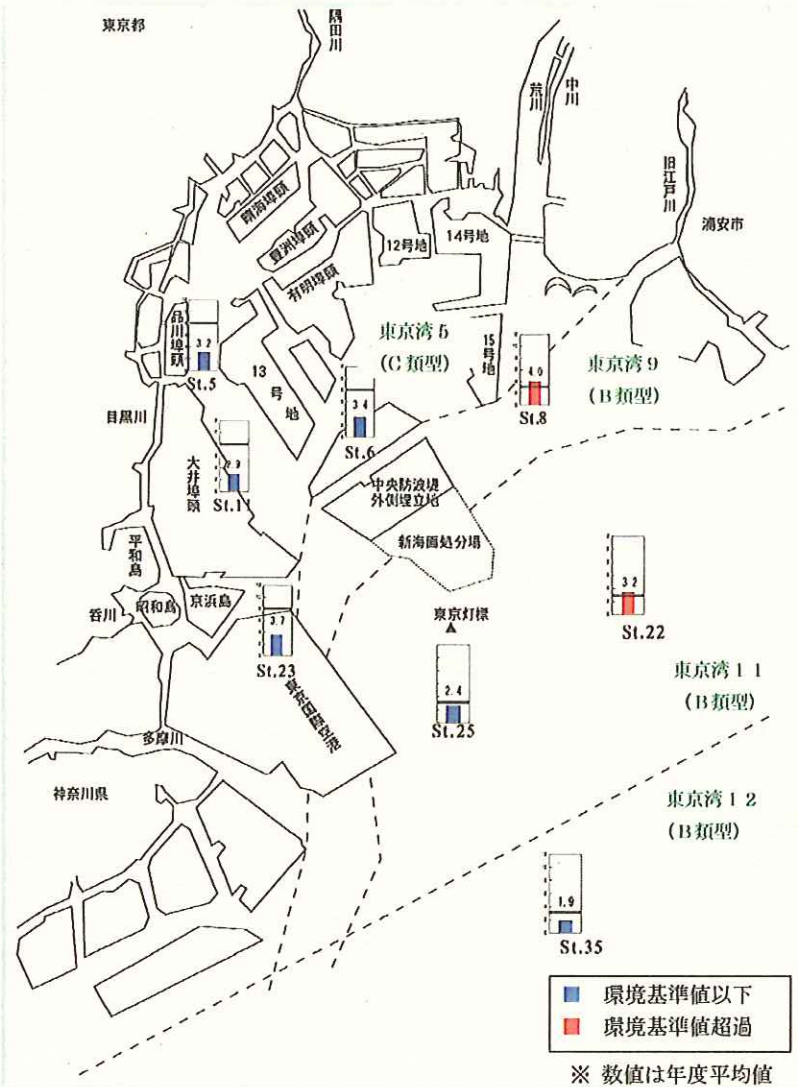 東京都
隅田川
荒川
中川
旧江戸川
浦安市
晴海埠頭
豊洲埠頭
有明埠頭
12号地
14号地
15号地
品川埠頭
3.2
St.5
13号地
東京湾5
(C類型)
3.4
St.6
4.0
St.8
東京湾9
(B類型)
目黒川
大井埠頭
2.9
St.11
中央防波堤
外側埋立地
新海面処分場
平和島
昭和島
京浜島
呑川
3.7
St.23
東京灯標
3.2
St.22
2.4
St.25
東京国際空港
東京湾11
(B類型)
多摩川
神奈川県
東京湾12
(B類型)
1.9
St.35
環境基準値以下
環境基準値超過
※ 数値は年度平均値